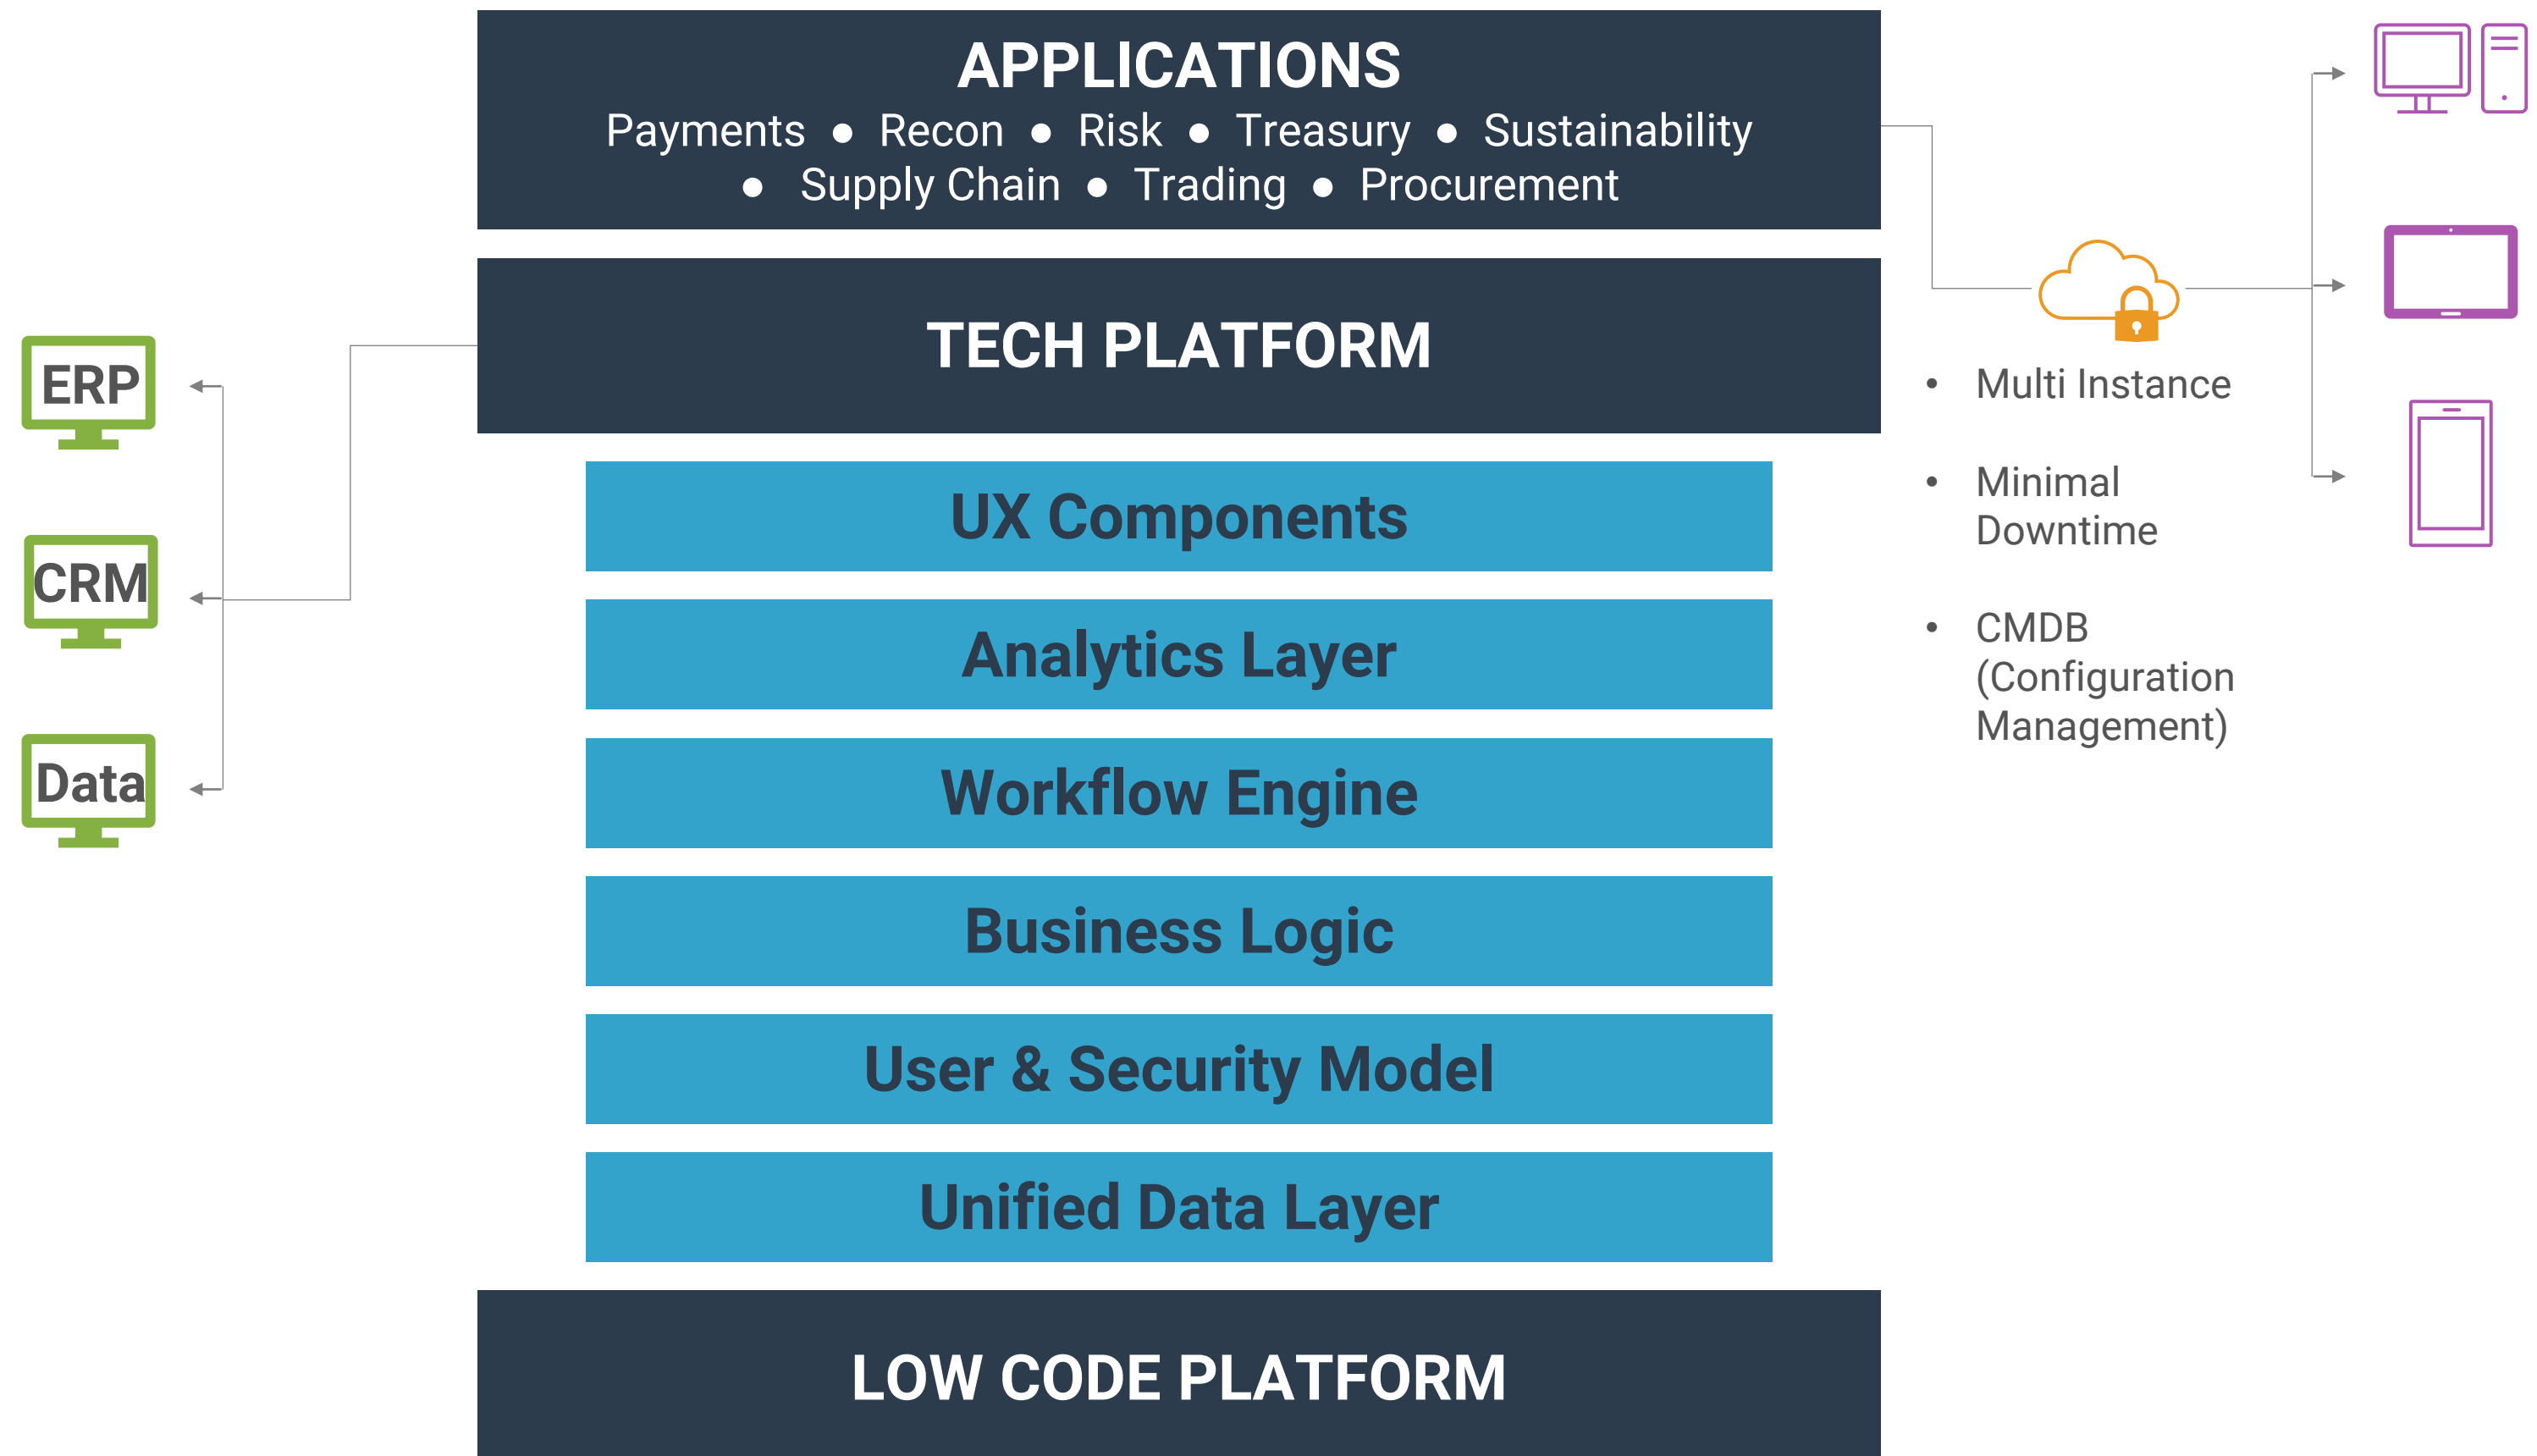 APPLICATIONS
Payments ● Recon ● Risk ● Treasury ● Sustainability
● Supply Chain ● Trading ● Procurement
TECH PLATFORM
ERP
CRM
Data
UX Components
Analytics Layer
Workflow Engine
Business Logic
User & Security Model
Unified Data Layer
LOW CODE PLATFORM
• Multi Instance
• Minimal
Downtime
• CMDB
(Configuration
Management)